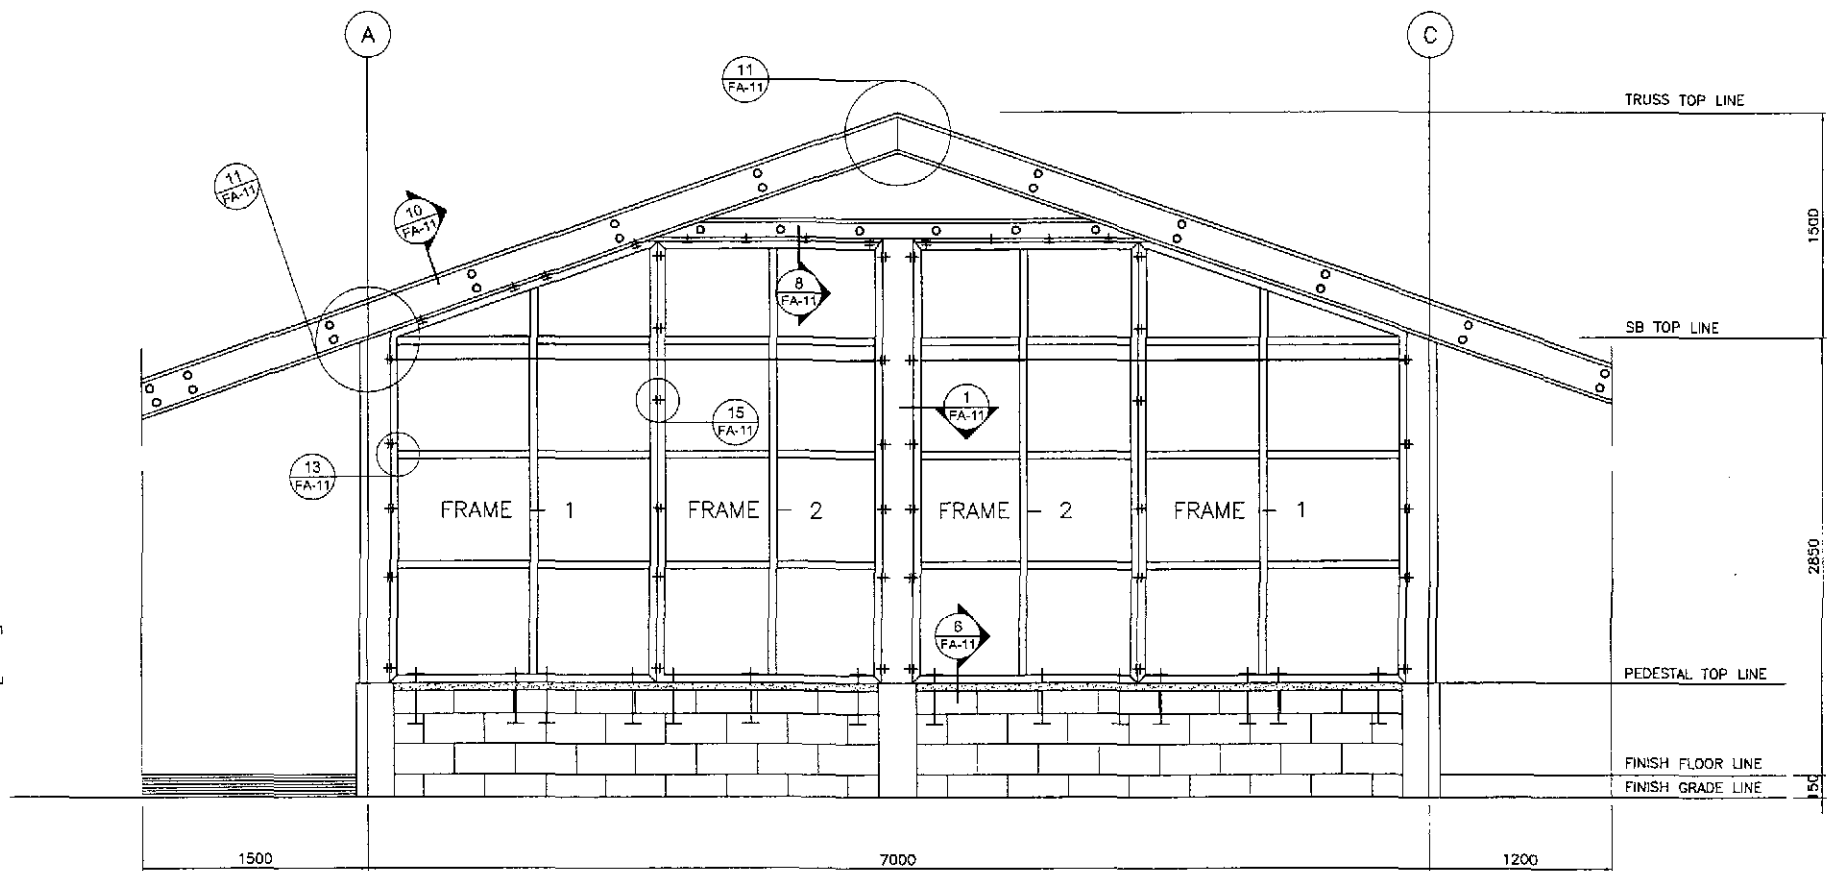 A
C
11
FA-11
TRUSS TOP LINE
11
FA-11
10
FA-11
1500
8
FA-11
SB TOP LINE
1
FA-11
15
FA-11
13
FA-11
FRAME - 1
FRAME - 2
FRAME - 2
FRAME - 1
2850
6
FA-11
PEDESTAL TOP LINE
FINISH FLOOR LINE
FINISH GRADE LINE
150
1500
7000
1200